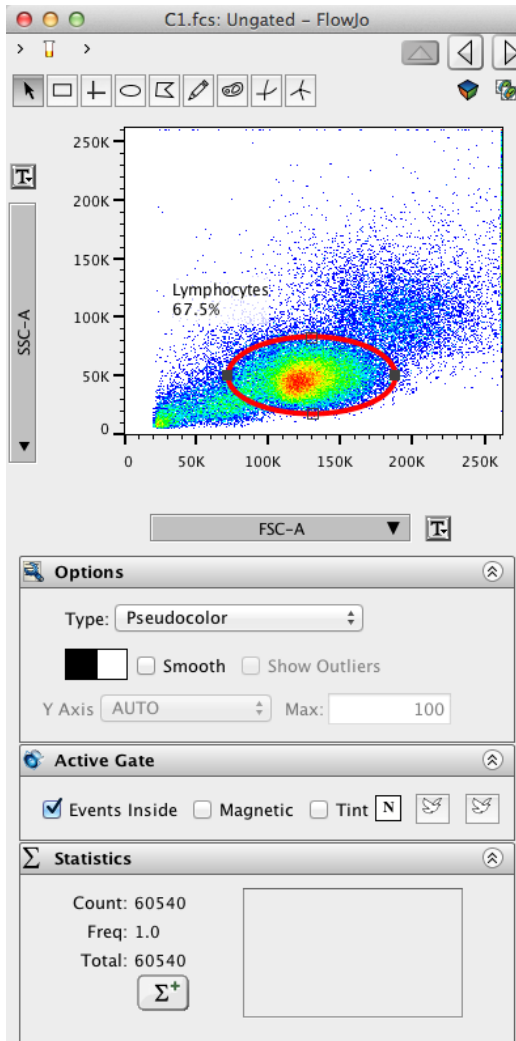 C1.fcs: Ungated – FlowJo
T
250K
200K
150K
100K
50K
0
SSC-A
Lymphocytes
67.5%
0 50K 100K 150K 200K 250K
FSC-A
T
Options
Type: Pseudocolor
Smooth Show Outliers
Y Axis AUTO Max: 100
Active Gate
Events Inside Magnetic Tint N
Σ Statistics
Count: 60540
Freq: 1.0
Total: 60540
Σ+